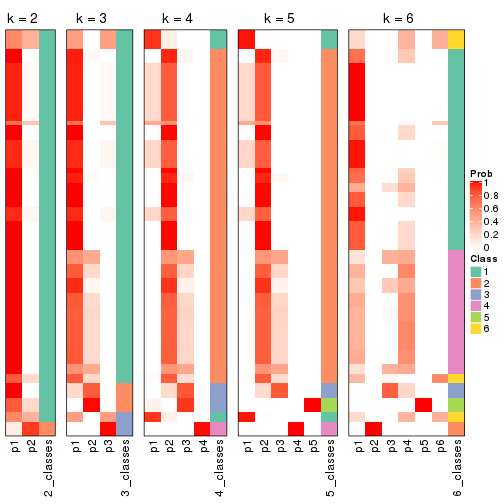 k = 2
k = 3
k = 4
k = 5
k = 6
p1
p2
2_classes
p1
p2
p3
3_classes
p1
p2
p3
p4
4_classes
p1
p2
p3
p4
p5
5_classes
p1
p2
p3
p4
p5
p6
6_classes
Prob
1
0.8
0.6
0.4
0.2
0
Class
1
2
3
4
5
6